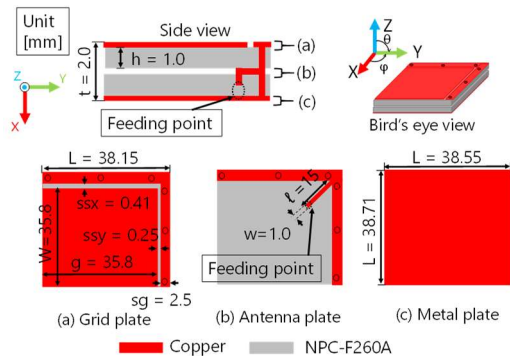 Unit
[mm]
Side view
t = 2.0
h = 1.0
(a)
(b)
(c)
Feeding point
Z
Y
X
Z
θ
Y
X
φ
Bird's eye view
L = 38.15
ssx = 0.41
W=35.8
ssy = 0.25
g = 35.8
sg = 2.5
(a) Grid plate
ℓ = 15
w=1.0
Feeding point
(b) Antenna plate
L = 38.55
L = 38.71
(c) Metal plate
Copper
NPC-F260A